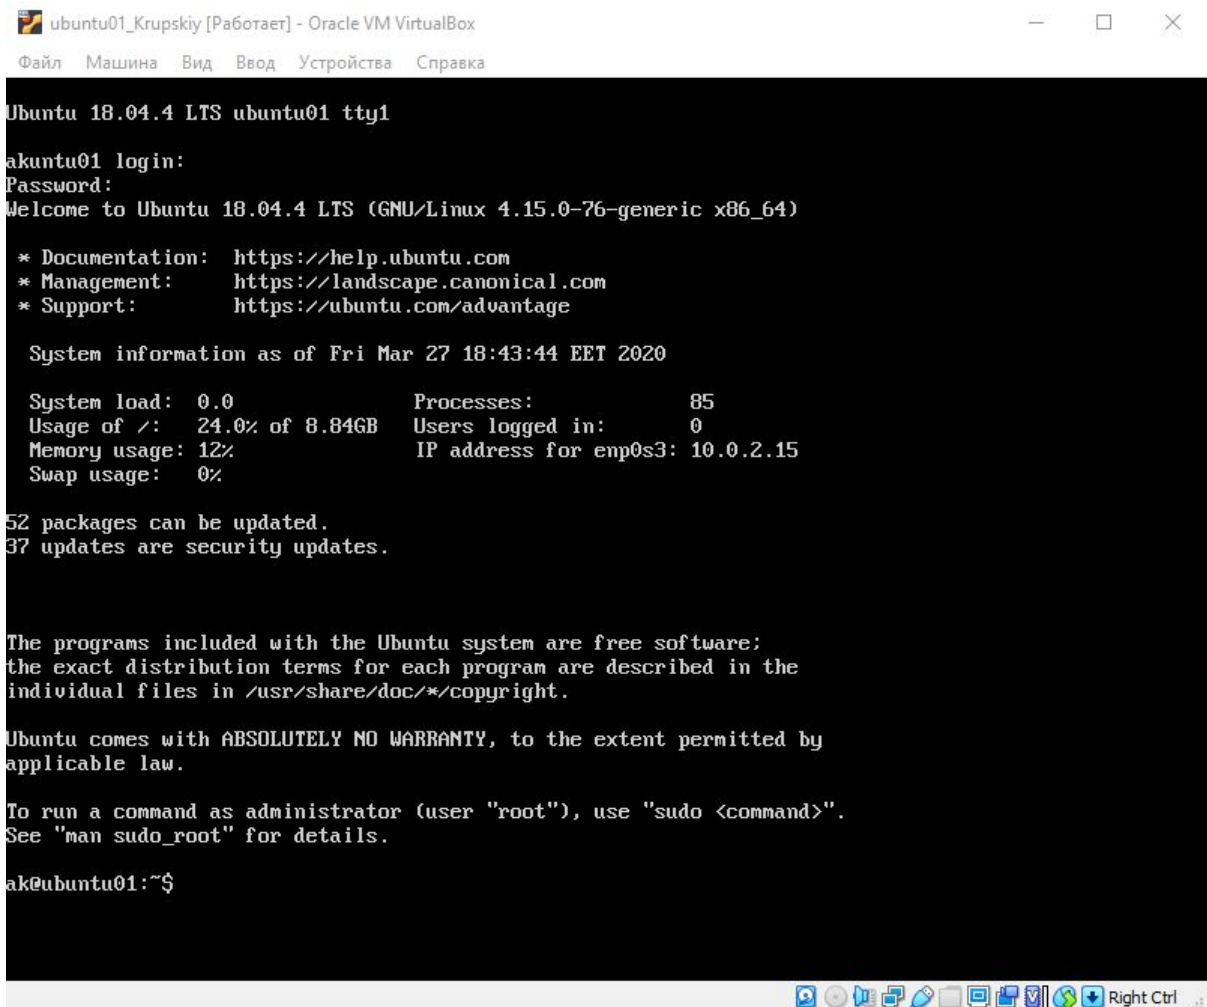 ubuntu01_Krupskiy [Работает] - Oracle VM VirtualBox
Файл Машина Вид Ввод Устройства Справка
Ubuntu 18.04.4 LTS ubuntu01 tty1
akuntu01 login:
Password:
Welcome to Ubuntu 18.04.4 LTS (GNU/Linux 4.15.0-76-generic x86_64)
* Documentation: https://help.ubuntu.com
* Management: https://landscape.canonical.com
* Support: https://ubuntu.com/advantage
System information as of Fri Mar 27 18:43:44 EET 2020
System load: 0.0 Processes: 85
Usage of /: 24.0% of 8.84GB Users logged in: 0
Memory usage: 12% IP address for enp0s3: 10.0.2.15
Swap usage: 0%
52 packages can be updated.
37 updates are security updates.
The programs included with the Ubuntu system are free software;
the exact distribution terms for each program are described in the
individual files in /usr/share/doc/*/copyright.
Ubuntu comes with ABSOLUTELY NO WARRANTY, to the extent permitted by
applicable law.
To run a command as administrator (user "root"), use "sudo <command>".
See "man sudo_root" for details.
ak@ubuntu01:~$
Right Ctrl